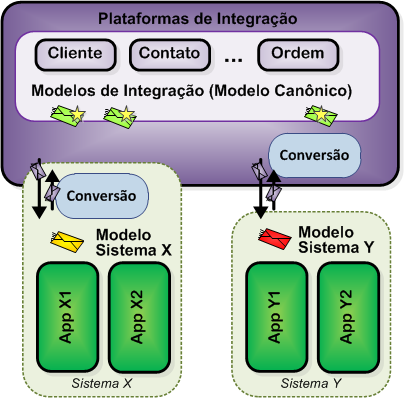 Plataformas de Integração
Cliente
Contato
...
Ordem
Modelos de Integração (Modelo Canônico)
Conversão
Conversão
Modelo
Sistema X
Modelo
Sistema Y
App X1
App X2
App Y1
App Y2
Sistema X
Sistema Y